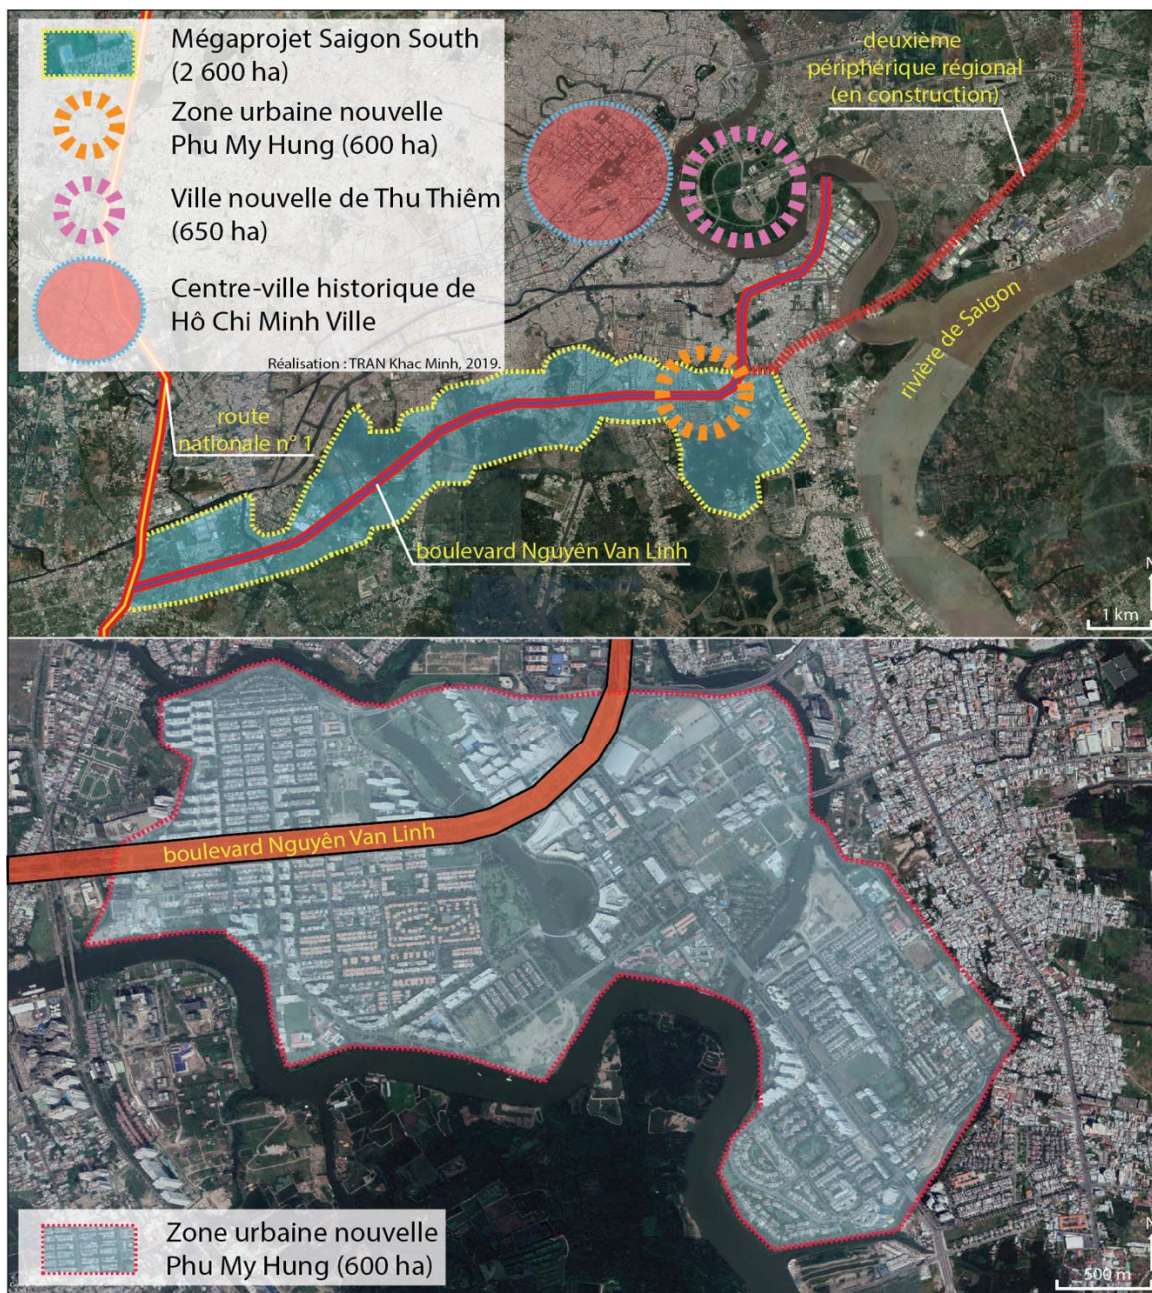 Mégaprojet Saigon South
(2 600 ha)
Zone urbaine nouvelle
Phu My Hung (600 ha)
Ville nouvelle de Thu Thiêm
(650 ha)
Centre-ville historique de
Hô Chi Minh Ville
Réalisation : TRAN Khac Minh, 2019.
deuxième
périphérique régional
(en construction)
rivière de Saigon
route
nationale n° 1
boulevard Nguyên Van Linh
N
1 km
boulevard Nguyên Van Linh
Zone urbaine nouvelle
Phu My Hung (600 ha)
N
500 m